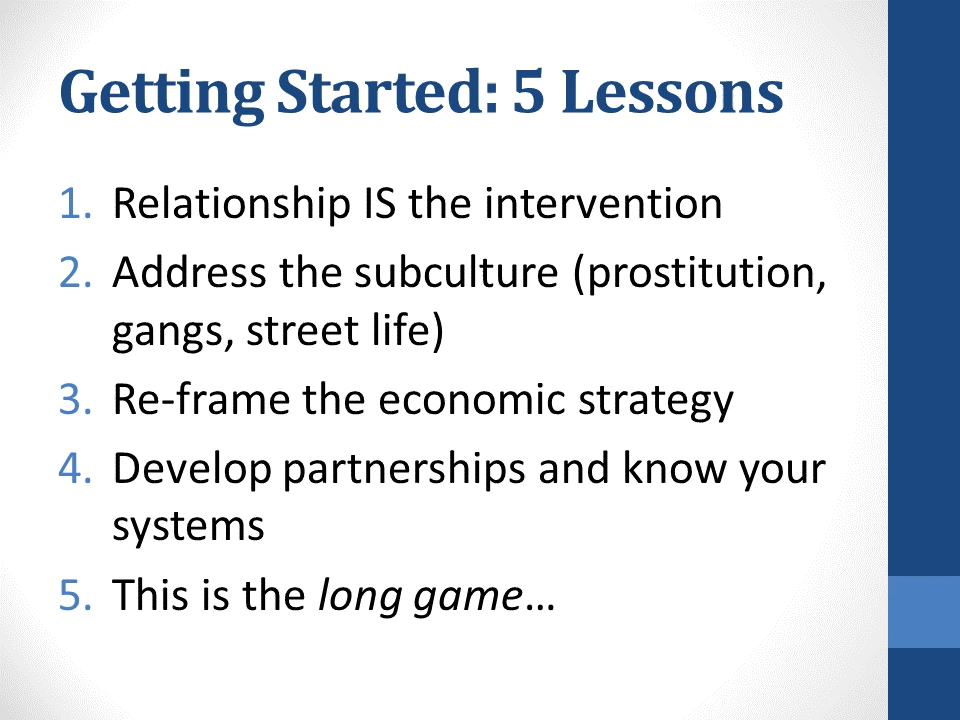 Getting Started: 5 Lessons
1. Relationship IS the intervention
2. Address the subculture (prostitution,
gangs, street life)
3. Re-frame the economic strategy
4. Develop partnerships and know your
systems
5. This is the long game…